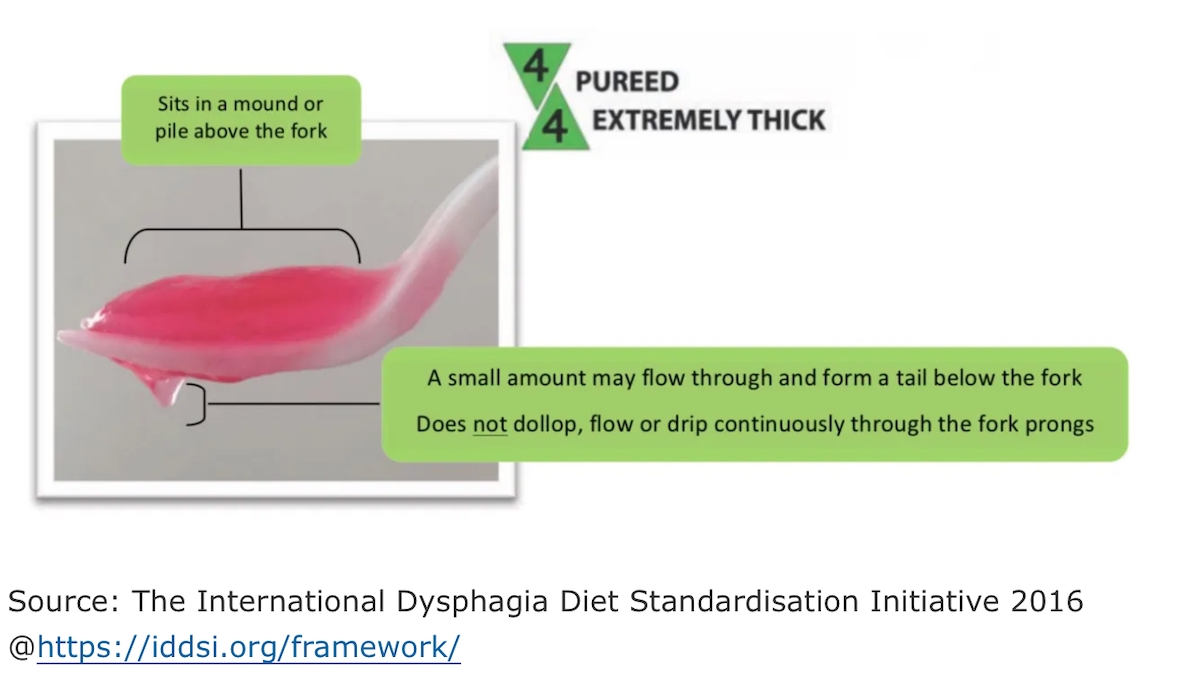 Sits in a mound or
pile above the fork
4
PUREED
4
EXTREMELY THICK
A small amount may flow through and form a tail below the fork
Does not dollop, flow or drip continuously through the fork prongs
Source: The International Dysphagia Diet Standardisation Initiative 2016
@https://iddsi.org/framework/